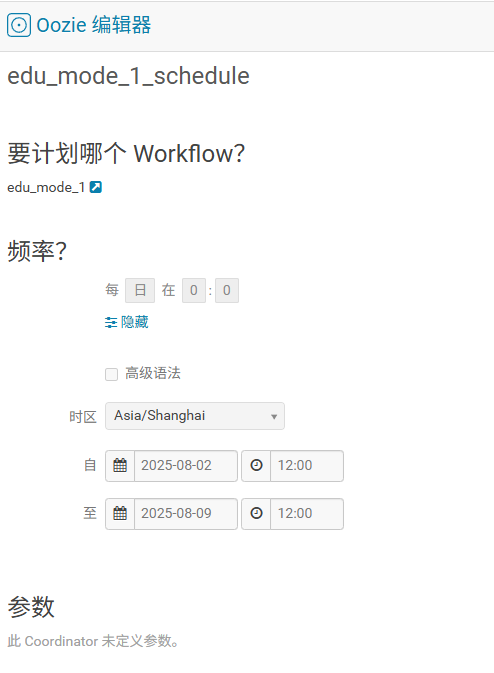 Oozie 编辑器
edu_mode_1_schedule
要计划哪个 Workflow?
edu_mode_1
频率?
每 日 在 0 : 0
隐藏
高级语法
时区 Asia/Shanghai
自 2025-08-02 12:00
至 2025-08-09 12:00
参数
此 Coordinator 未定义参数。